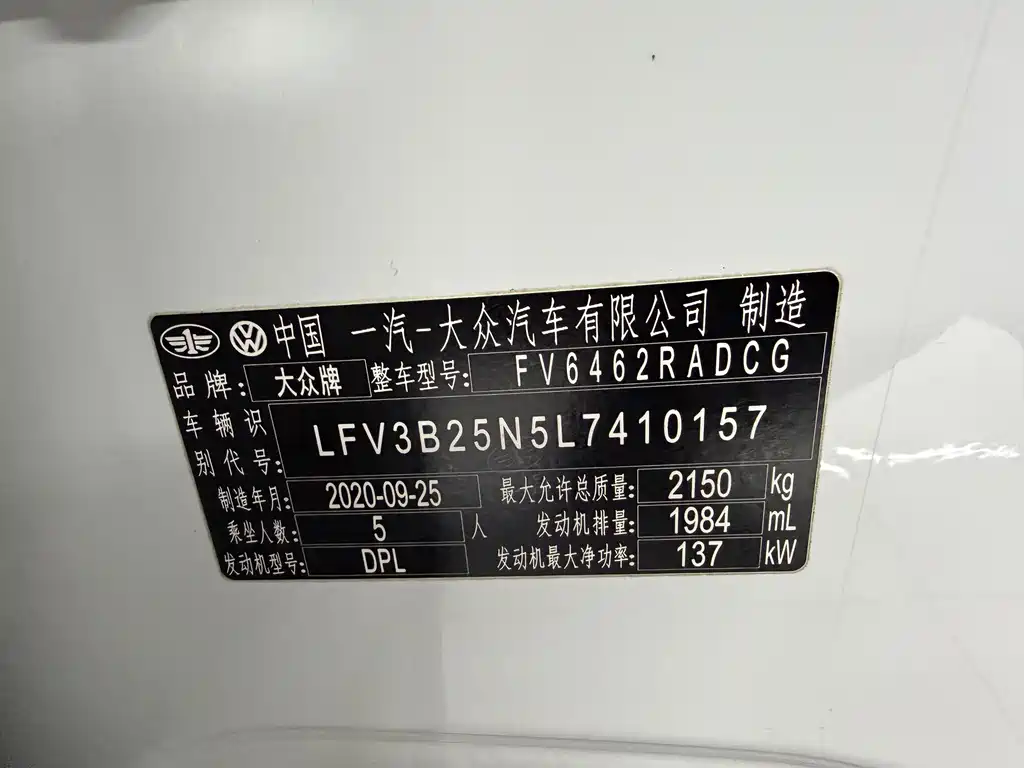 中国 一汽-大众汽车有限公司 制造
品牌: 大众牌 整车型号: FV6462RADCG
车辆识别代号: LFV3B25N5L7410157
制造年月: 2020-09-25 最大允许总质量: 2150 kg
乘坐人数: 5 人 发动机排量: 1984 mL
发动机型号: DPL 发动机最大净功率: 137 kW